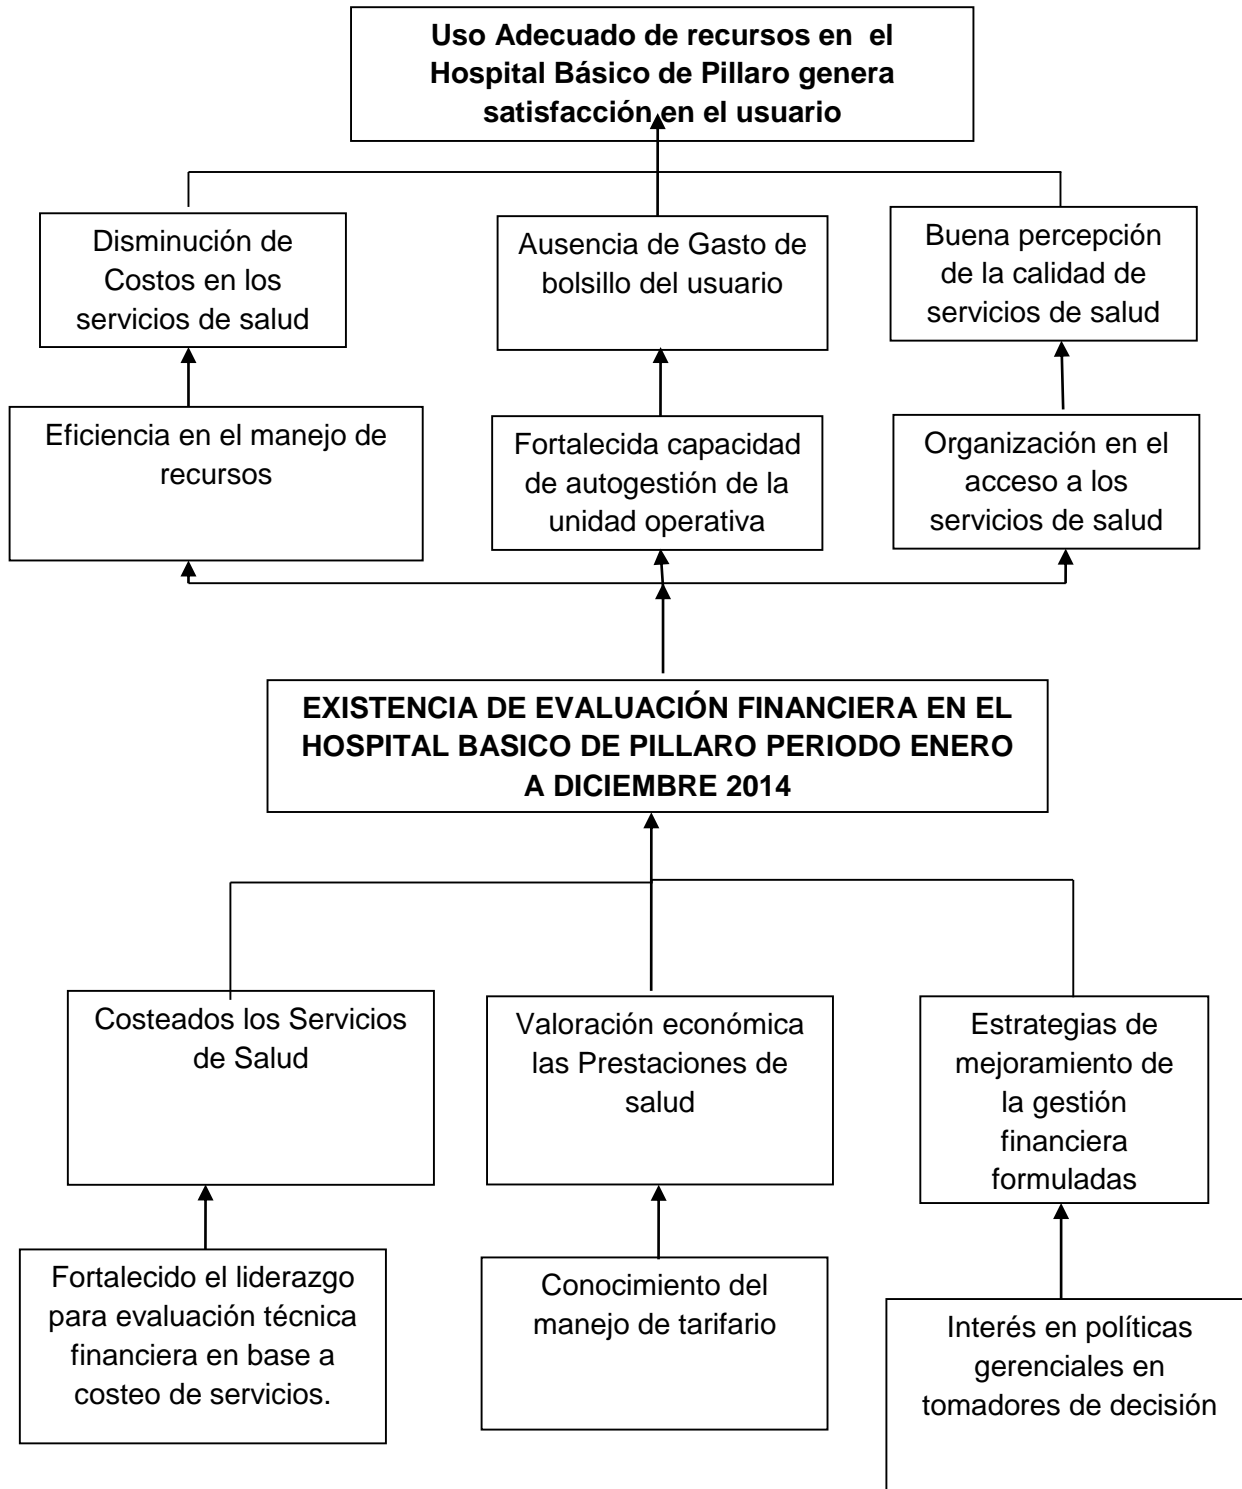 Uso Adecuado de recursos en  el
Hospital Básico de Pillaro genera
satisfacción en el usuario
Disminución de
Costos en los
servicios de salud
Ausencia de Gasto de
bolsillo del usuario
Buena percepción
de la calidad de
servicios de salud
Eficiencia en el manejo de
recursos
Fortalecida capacidad
de autogestión de la
unidad operativa
Organización en el
acceso a los
servicios de salud
EXISTENCIA DE EVALUACIÓN FINANCIERA EN EL
HOSPITAL BASICO DE PILLARO PERIODO ENERO
A DICIEMBRE 2014
Costeados los Servicios
de Salud
Valoración económica
las Prestaciones de
salud
Estrategias de
mejoramiento de
la gestión
financiera
formuladas
Fortalecido el liderazgo
para evaluación técnica
financiera en base a
costeo de servicios.
Conocimiento del
manejo de tarifario
Interés en políticas
gerenciales en
tomadores de decisión